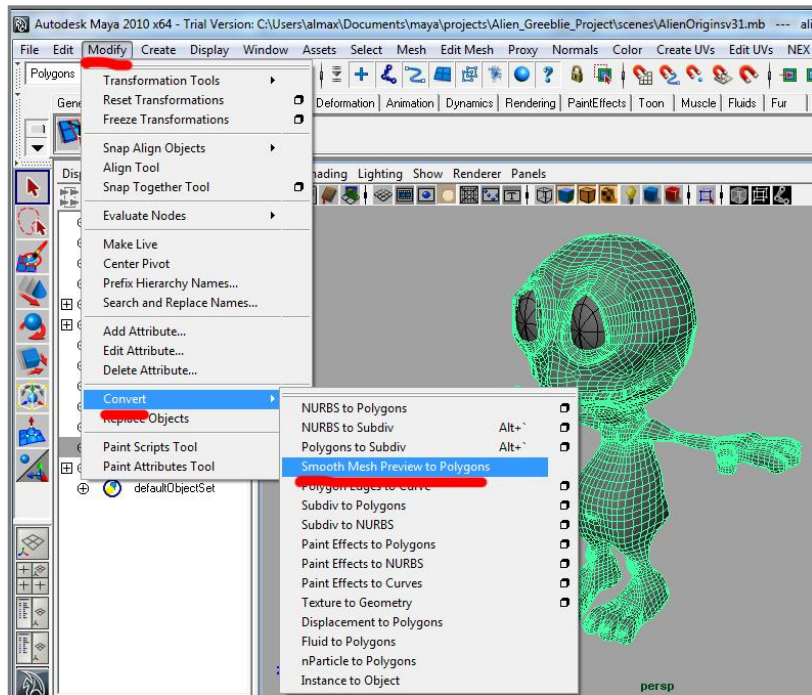 Autodesk Maya 2010 x64 - Trial Version: C:\Users\almax\Documents\maya\projects\Alien_Greeblie_Project\scenes\AlienOriginsv31.mb --- ali
File Edit Modify Create Display Window Assets Select Mesh Edit Mesh Proxy Normals Color Create UVs Edit UVs NEX
Polygons
Gene
Deformation Animation Dynamics Rendering PaintEffects Toon Muscle Fluids Fur
Disp
ading Lighting Show Renderer Panels
Transformation Tools
Reset Transformations
Freeze Transformations
Snap Align Objects
Align Tool
Snap Together Tool
Evaluate Nodes
Make Live
Center Pivot
Prefix Hierarchy Names...
Search and Replace Names...
Add Attribute...
Edit Attribute...
Delete Attribute...
Convert
Replace Objects
Paint Scripts Tool
Paint Attributes Tool
defaultObjectSet
NURBS to Polygons
NURBS to Subdiv Alt+`
Polygons to Subdiv Alt+`
Smooth Mesh Preview to Polygons
Polygon Edges to Curve
Subdiv to Polygons
Subdiv to NURBS
Paint Effects to Polygons
Paint Effects to NURBS
Paint Effects to Curves
Texture to Geometry
Displacement to Polygons
Fluid to Polygons
nParticle to Polygons
Instance to Object
persp